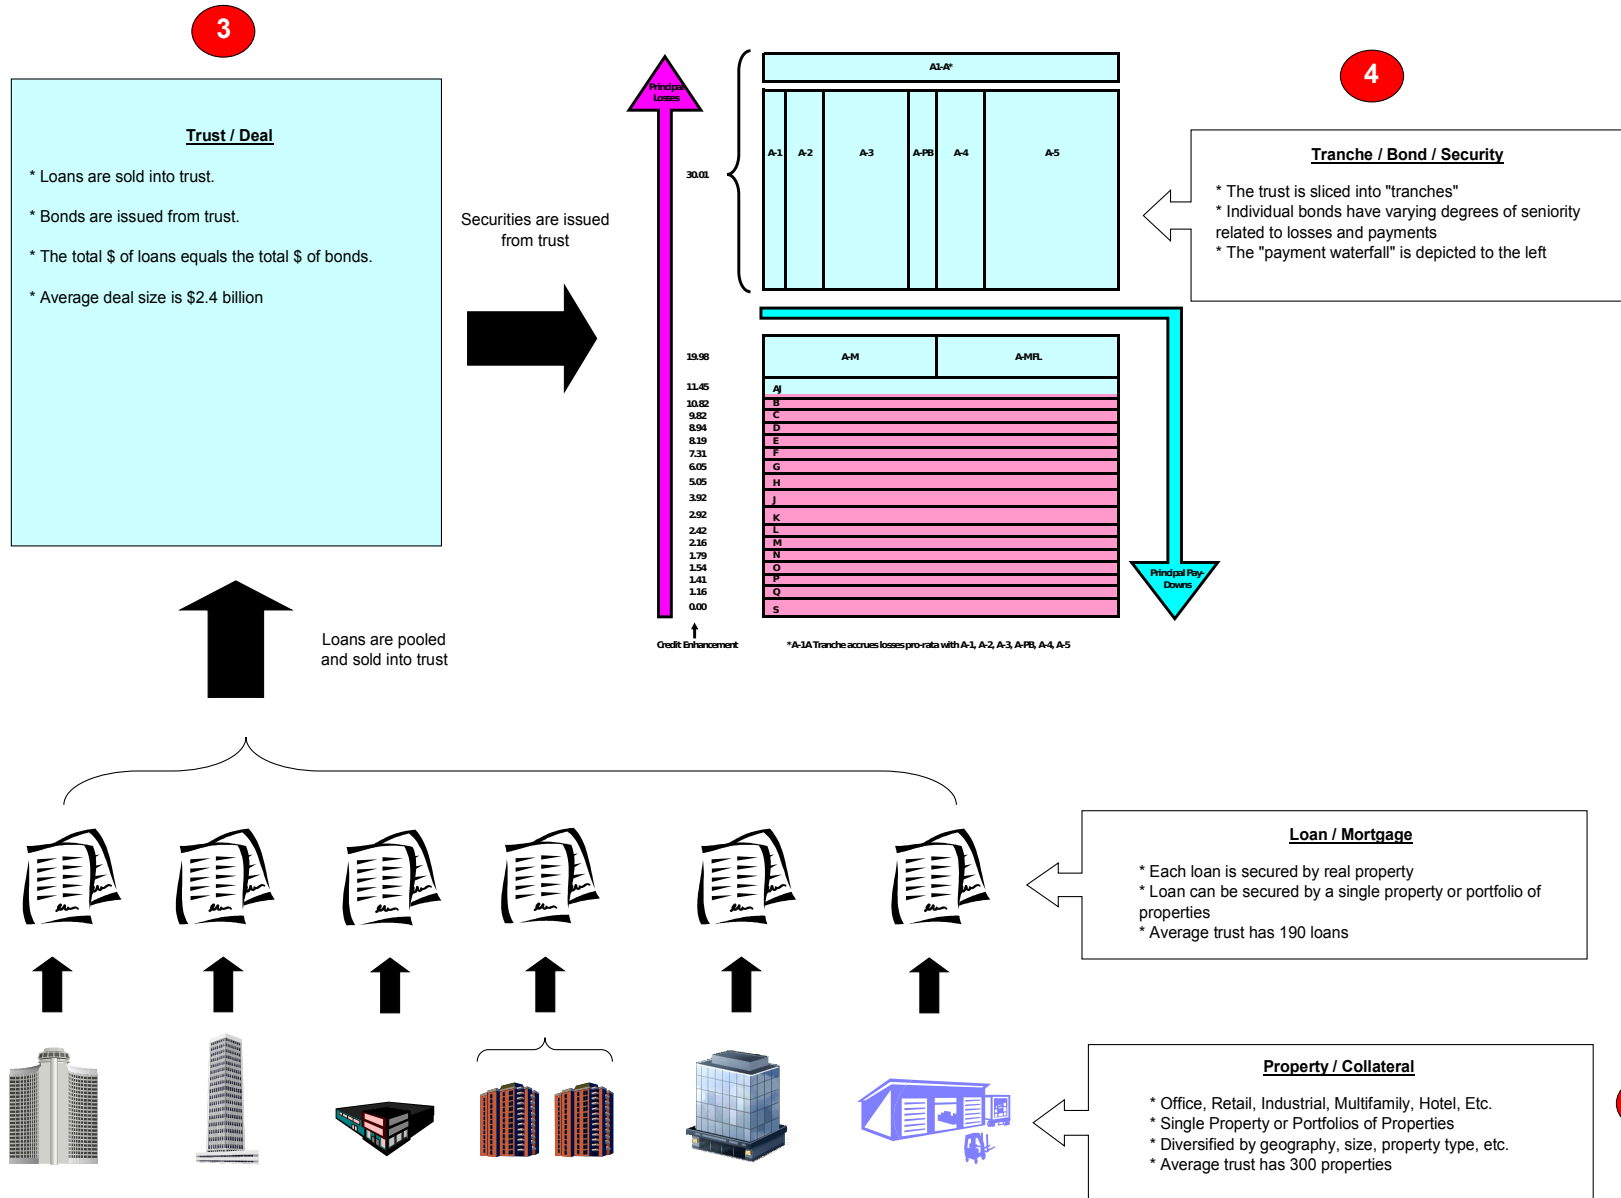 3
Trust / Deal
* Loans are sold into trust.
* Bonds are issued from trust.
* The total $ of loans equals the total $ of bonds.
* Average deal size is $2.4 billion
Securities are issued
from trust
Principal
Losses
30.01
A1-A*
A-1 A-2 A-3 A-PB A-4 A-5
4
Tranche / Bond / Security
* The trust is sliced into "tranches"
* Individual bonds have varying degrees of seniority
related to losses and payments
* The "payment waterfall" is depicted to the left
19.98 A-M A-MFL
11.45 AJ
10.82 B
9.82 C
8.94 D
8.19 E
7.31 F
6.05 G
5.05 H
3.92 J
2.92 K
2.42 L
2.16 M
1.79 N
1.54 O
1.41 P
1.16 Q
0.00 S
Principal Pay-
Downs
Credit Enhancement
*A-1A Tranche accrues losses pro-rata with A-1, A-2, A-3, A-PB, A-4, A-5
Loans are pooled
and sold into trust
Loan / Mortgage
* Each loan is secured by real property
* Loan can be secured by a single property or portfolio of
properties
* Average trust has 190 loans
Property / Collateral
* Office, Retail, Industrial, Multifamily, Hotel, Etc.
* Single Property or Portfolios of Properties
* Diversified by geography, size, property type, etc.
* Average trust has 300 properties